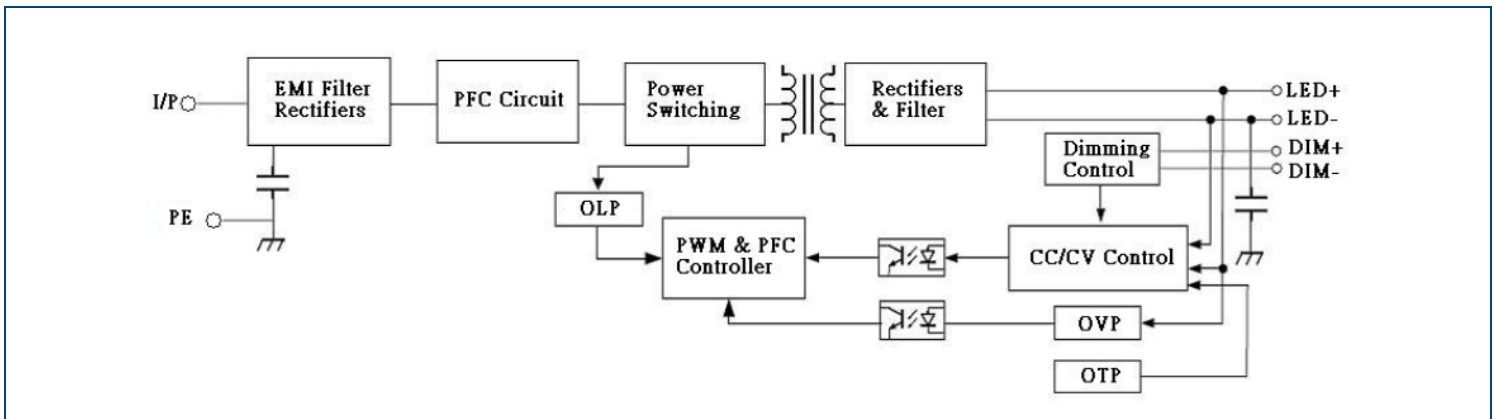 I/P
EMI Filter
Rectifiers
PFC Circuit
Power
Switching
Rectifiers
& Filter
LED+
LED-
Dimming
Control
DIM+
DIM-
PE
OLP
PWM & PFC
Controller
CC/CV Control
OVP
OTP